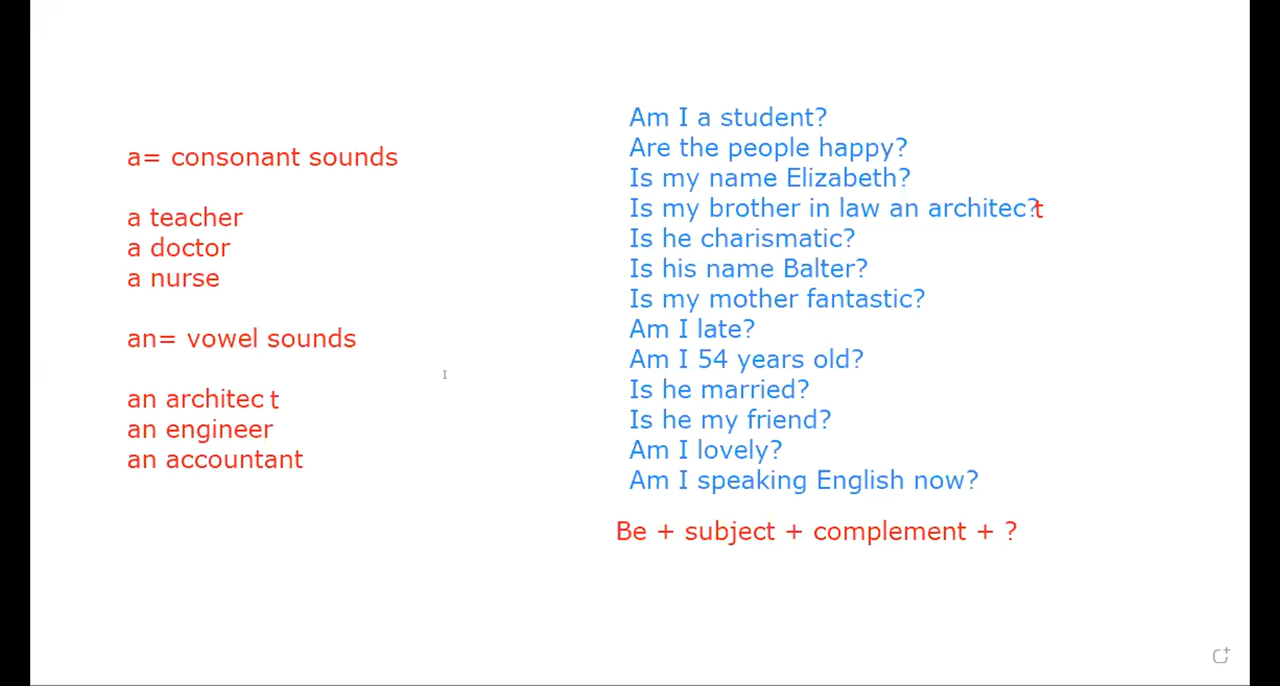 a= consonant sounds
a teacher
a doctor
a nurse
an= vowel sounds
an architec t
an engineer
an accountant
Am I a student?
Are the people happy?
Is my name Elizabeth?
Is my brother in law an architec?t
Is he charismatic?
Is his name Balter?
Is my mother fantastic?
Am I late?
Am I 54 years old?
Is he married?
Is he my friend?
Am I lovely?
Am I speaking English now?
Be + subject + complement + ?